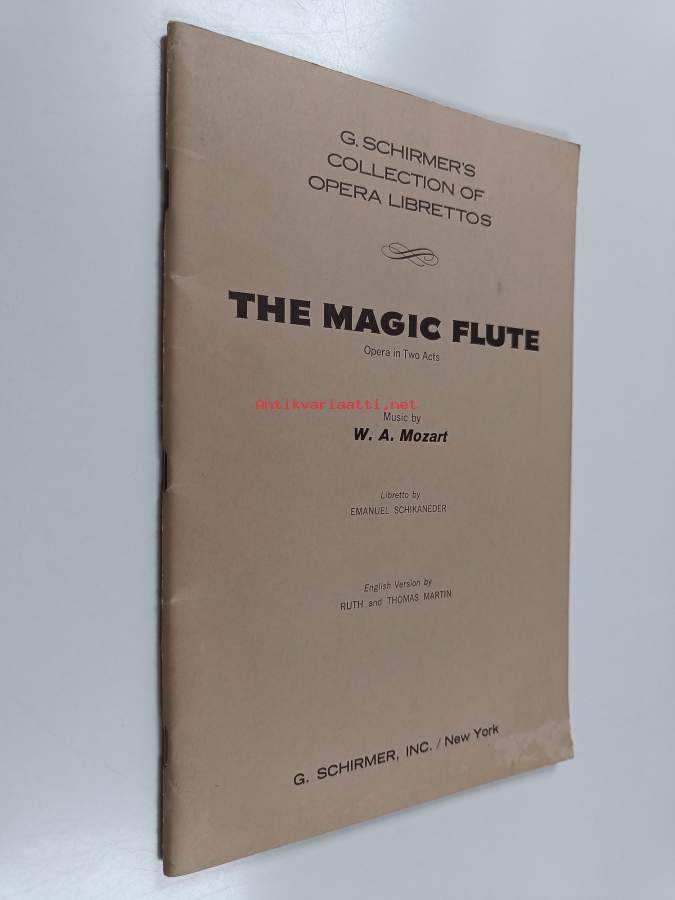 G. SCHIRMER'S
COLLECTION OF
OPERA LIBRETTOS
THE MAGIC FLUTE
Opera in Two Acts
Antikvariaatti.net
Music by
W. A. Mozart
Libretto by
EMANUEL SCHIKANEDER
English Version by
RUTH and THOMAS MARTIN
G. SCHIRMER, INC. / New York